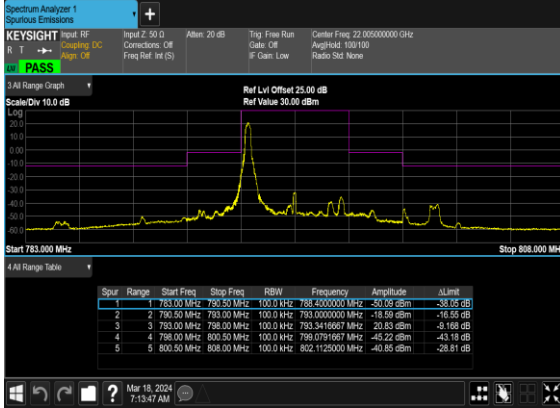 Spectrum Analyzer 1
Spurious Emissions
+
KEYSIGHT Input: RF Input Z: 50 Ω Atten: 20 dB Trig: Free Run Center Freq: 22.005000000 GHz
R T Coupling: DC Corrections: Off Gate: Off Avg|Hold: 100/100
Align: Off Freq Ref: Int (S) IF Gain: Low Radio Std: None
PASS
3 All Range Graph Ref Lvl Offset 25.00 dB
Scale/Div 10.0 dB Ref Value 30.00 dBm
Log
20.0
10.0
0.00
-10.0
-20.0
-30.0
-40.0
-50.0
-60.0
Start 783.000 MHz Stop 808.000 MH
4 All Range Table
Spur Range Start Freq Stop Freq RBW Frequency Amplitude ΔLimit
1 1 783.00 MHz 790.50 MHz 100.0 kHz 788.4000000 MHz -50.09 dBm -38.05 dB
2 2 790.50 MHz 793.00 MHz 100.0 kHz 793.0000000 MHz -18.59 dBm -16.55 dB
3 3 793.00 MHz 798.00 MHz 100.0 kHz 793.3416667 MHz 20.83 dBm -9.168 dB
4 4 798.00 MHz 800.50 MHz 100.0 kHz 799.0791667 MHz -45.22 dBm -43.18 dB
5 5 800.50 MHz 808.00 MHz 100.0 kHz 802.1125000 MHz -40.85 dBm -28.81 dB
? Mar 18, 2024
7:13:47 AM